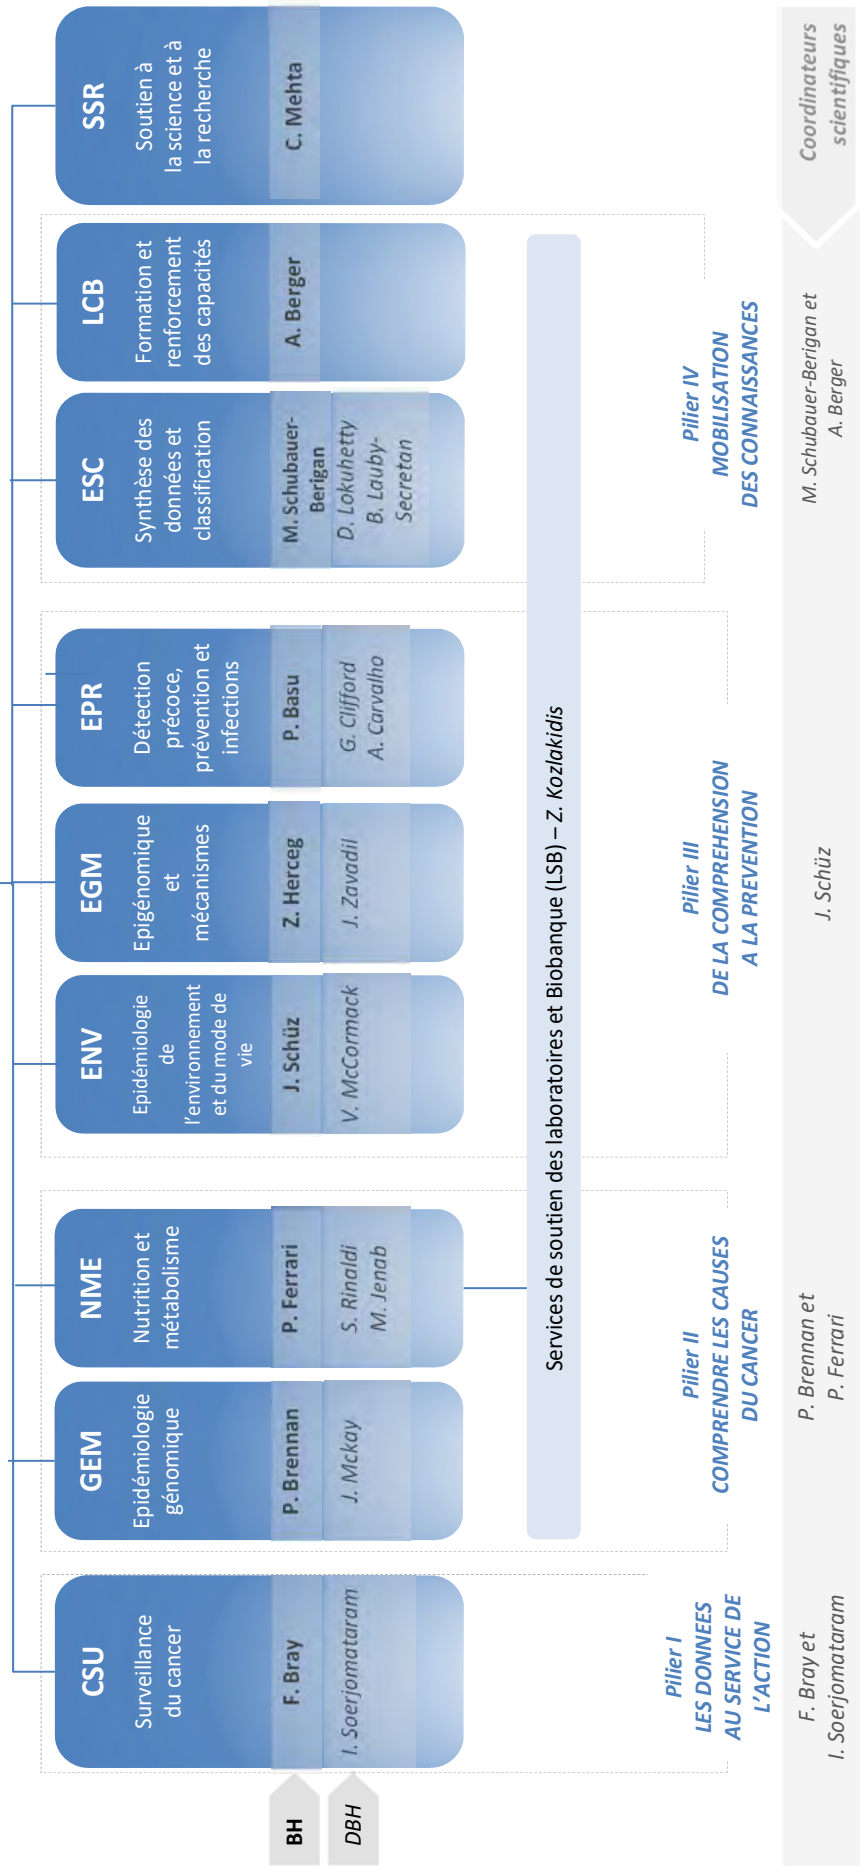 CSU
Surveillance
du cancer
F. Bray
I. Soerjomataram
GEM
Epidémiologie
génomique
P. Brennan
J. Mckay
NME
Nutrition et
métabolisme
P. Ferrari
S. Rinaldi
M. Jenab
ENV
Epidémiologie
de
l'environnement
et du mode de
vie
J. Schüz
V. McCormack
EGM
Epigénomique
et
mécanismes
Z. Herceg
J. Zavadil
EPR
Détection
précoce,
prévention et
infections
P. Basu
G. Clifford
A. Carvalho
ESC
Synthèse des
données et
classification
M. Schubauer-
Berigan
D. Lokuhetty
B. Lauby-
Secretan
LCB
Formation et
renforcement
des capacités
A. Berger
SSR
Soutien à
la science et à
la recherche
C. Mehta
BH
DBH
Services de soutien des laboratoires et Biobanque (LSB) – Z. Kozlakidis
Pilier I
LES DONNEES
AU SERVICE DE
L'ACTION
Pilier II
COMPRENDRE LES CAUSES
DU CANCER
Pilier III
DE LA COMPREHENSION
A LA PREVENTION
Pilier IV
MOBILISATION
DES CONNAISSANCES
F. Bray et
I. Soerjomataram
P. Brennan et
P. Ferrari
J. Schüz
M. Schubauer-Berigan et
A. Berger
Coordinateurs
scientifiques